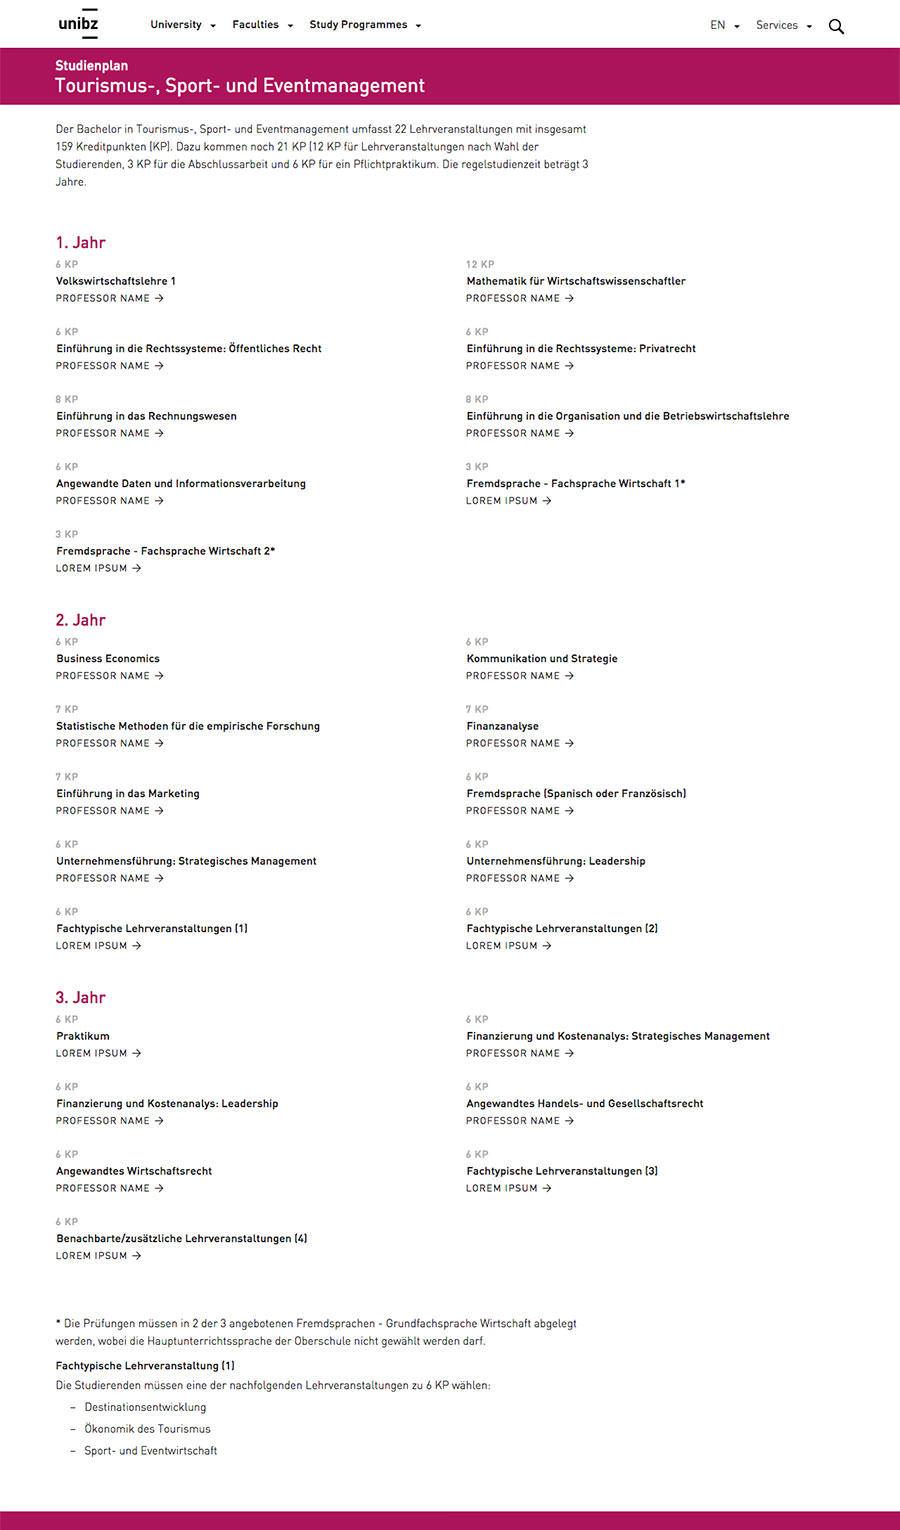 unibz
University
Faculties
Study Programmes
EN
Services
Studienplan
Tourismus-, Sport- und Eventmanagement
Der Bachelor in Tourismus-, Sport- und Eventmanagement umfasst 22 Lehrveranstaltungen mit insgesamt
159 Kreditpunkten (KP). Dazu kommen noch 21 KP (12 KP für Lehrveranstaltungen nach Wahl der
Studierenden, 3 KP für die Abschlussarbeit und 6 KP für ein Pflichtpraktikum. Die regelstudienzeit beträgt 3
Jahre.
1. Jahr
6 KP
Volkswirtschaftslehre 1
PROFESSOR NAME →
12 KP
Mathematik für Wirtschaftswissenschaftler
PROFESSOR NAME →
6 KP
Einführung in die Rechtssysteme: Öffentliches Recht
PROFESSOR NAME →
6 KP
Einführung in die Rechtssysteme: Privatrecht
PROFESSOR NAME →
8 KP
Einführung in das Rechnungswesen
PROFESSOR NAME →
8 KP
Einführung in die Organisation und die Betriebswirtschaftslehre
PROFESSOR NAME →
6 KP
Angewandte Daten und Informationsverarbeitung
PROFESSOR NAME →
3 KP
Fremdsprache - Fachsprache Wirtschaft 1*
LOREM IPSUM →
3 KP
Fremdsprache - Fachsprache Wirtschaft 2*
LOREM IPSUM →
2. Jahr
6 KP
Business Economics
PROFESSOR NAME →
6 KP
Kommunikation und Strategie
PROFESSOR NAME →
7 KP
Statistische Methoden für die empirische Forschung
PROFESSOR NAME →
7 KP
Finanzanalyse
PROFESSOR NAME →
7 KP
Einführung in das Marketing
PROFESSOR NAME →
6 KP
Fremdsprache (Spanisch oder Französisch)
PROFESSOR NAME →
6 KP
Unternehmensführung: Strategisches Management
PROFESSOR NAME →
6 KP
Unternehmensführung: Leadership
PROFESSOR NAME →
6 KP
Fachtypische Lehrveranstaltungen (1)
LOREM IPSUM →
6 KP
Fachtypische Lehrveranstaltungen (2)
LOREM IPSUM →
3. Jahr
6 KP
Praktikum
LOREM IPSUM →
6 KP
Finanzierung und Kostenanalys: Strategisches Management
PROFESSOR NAME →
6 KP
Finanzierung und Kostenanalys: Leadership
PROFESSOR NAME →
6 KP
Angewandtes Handels- und Gesellschaftsrecht
PROFESSOR NAME →
6 KP
Angewandtes Wirtschaftsrecht
PROFESSOR NAME →
6 KP
Fachtypische Lehrveranstaltungen (3)
LOREM IPSUM →
6 KP
Benachbarte/zusätzliche Lehrveranstaltungen (4)
LOREM IPSUM →
* Die Prüfungen müssen in 2 der 3 angebotenen Fremdsprachen - Grundfachsprache Wirtschaft abgelegt
werden, wobei die Hauptunterrichtssprache der Oberschule nicht gewählt werden darf.
Fachtypische Lehrveranstaltung (1)
Die Studierenden müssen eine der nachfolgenden Lehrveranstaltungen zu 6 KP wählen:
– Destinationsentwicklung
– Ökonomik des Tourismus
– Sport- und Eventwirtschaft